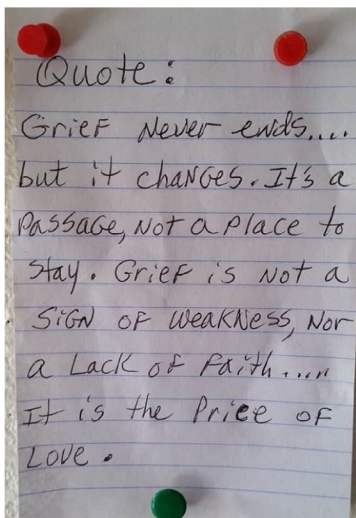 Quote:
Grief Never ends....
but it changes. It's a
Passage, Not a Place to
Stay. Grief is Not a
Sign of Weakness, Nor
a Lack of Faith....
It is the Price of
Love.